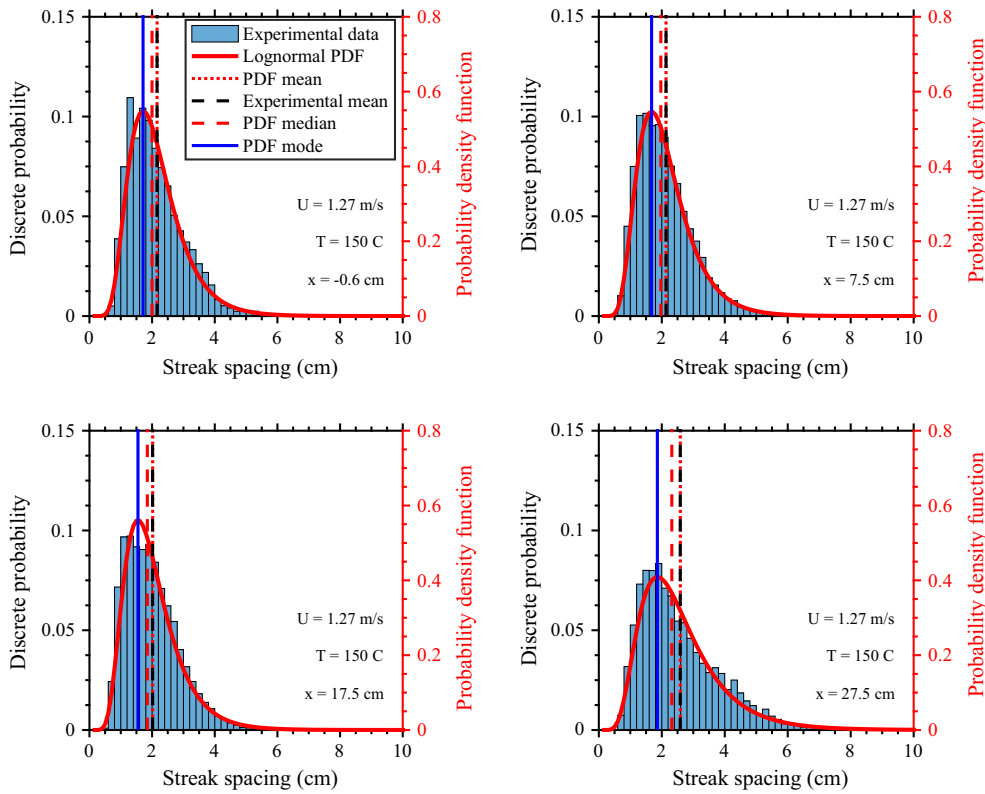 0.15
0.1
0.05
0
Discrete probability
0 2 4 6 8 10
Streak spacing (cm)
0.8
0.6
0.4
0.2
0
Probability density function
Experimental data
Lognormal PDF
PDF mean
Experimental mean
PDF median
PDF mode
U = 1.27 m/s
T = 150 C
x = -0.6 cm
0.15
0.1
0.05
0
Discrete probability
0 2 4 6 8 10
Streak spacing (cm)
0.8
0.6
0.4
0.2
0
Probability density function
U = 1.27 m/s
T = 150 C
x = 7.5 cm
0.15
0.1
0.05
0
Discrete probability
0 2 4 6 8 10
Streak spacing (cm)
0.8
0.6
0.4
0.2
0
Probability density function
U = 1.27 m/s
T = 150 C
x = 17.5 cm
0.15
0.1
0.05
0
Discrete probability
0 2 4 6 8 10
Streak spacing (cm)
0.8
0.6
0.4
0.2
0
Probability density function
U = 1.27 m/s
T = 150 C
x = 27.5 cm